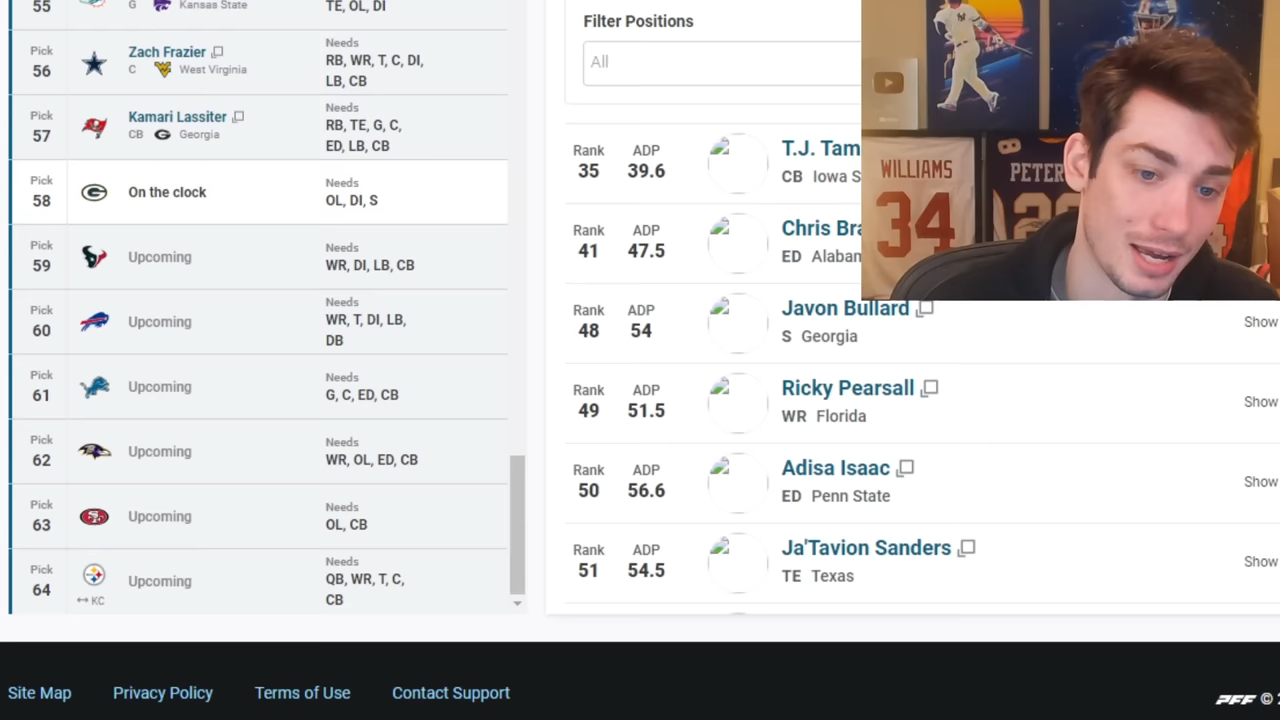 Pick
55
G Kansas State
TE, OL, DI
Pick
56
Zach Frazier
C West Virginia
Needs
RB, WR, T, C, DI,
LB, CB
Pick
57
Kamari Lassiter
CB Georgia
Needs
RB, TE, G, C,
ED, LB, CB
Pick
58
On the clock
Needs
OL, DI, S
Pick
59
Upcoming
Needs
WR, DI, LB, CB
Pick
60
Upcoming
Needs
WR, T, DI, LB,
DB
Pick
61
Upcoming
Needs
G, C, ED, CB
Pick
62
Upcoming
Needs
WR, OL, ED, CB
Pick
63
Upcoming
Needs
OL, CB
Pick
64
↔ KC
Upcoming
Needs
QB, WR, T, C,
CB
Filter Positions
All
Rank
35
ADP
39.6
T.J. Tam
CB Iowa S
Rank
41
ADP
47.5
Chris Bra
ED Alaban
Rank
48
ADP
54
Javon Bullard
S Georgia
Show
Rank
49
ADP
51.5
Ricky Pearsall
WR Florida
Show
Rank
50
ADP
56.6
Adisa Isaac
ED Penn State
Show
Rank
51
ADP
54.5
Ja'Tavion Sanders
TE Texas
Show
WILLIAMS
34
PETER
Site Map
Privacy Policy
Terms of Use
Contact Support
PFF ©